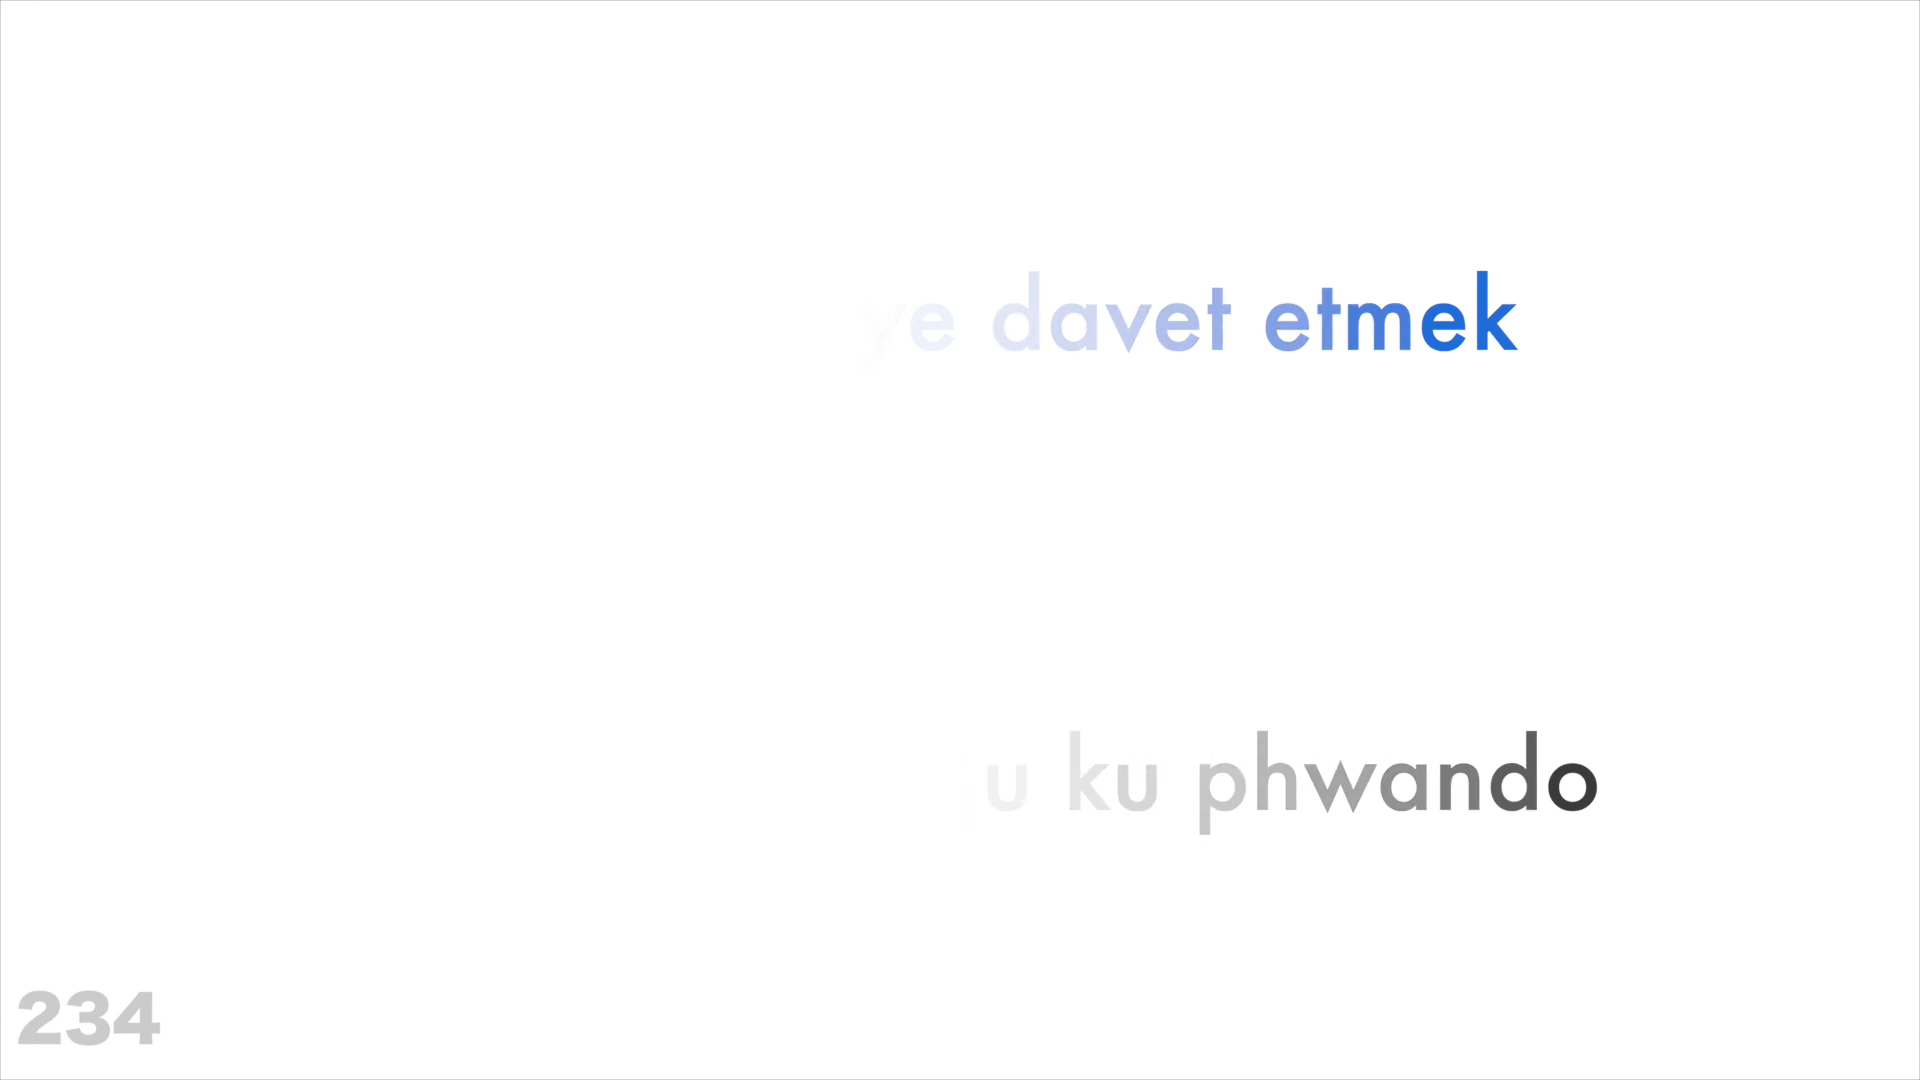 ye davet etmek
u ku phwando
234